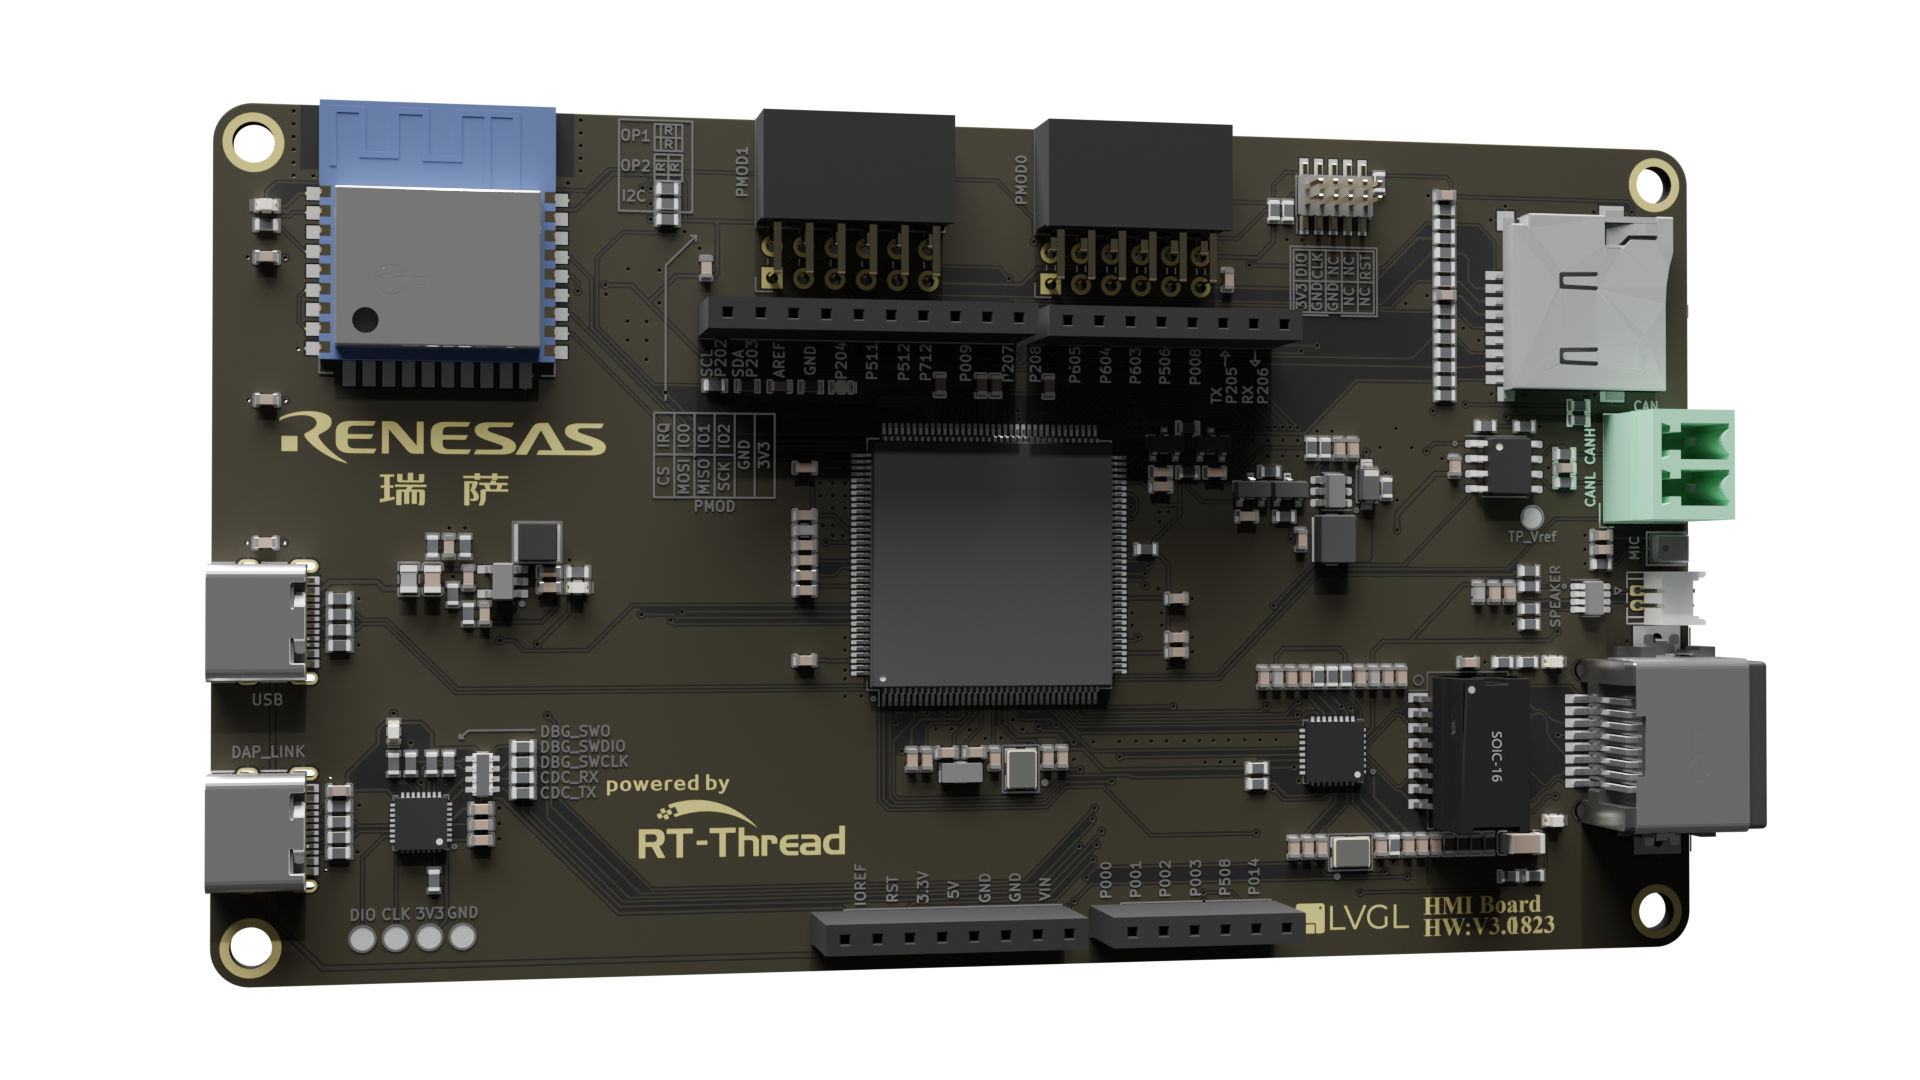 OP1
R
R
OP2
R R
I2C
PMOD1
PMOD0
3V3 DIO
GND CLK
GND NC
NC NC
NC RST
SCL
P202
SDA
P203
AREF
GND
P204
P511
P512
P712
P009
P207
P208
P605
P604
P603
P506
P008
TX
P205
RX
P206
CS IRQ
MOSI IO0
MISO IO1
SCK IO2
GND
3V3
PMOD
RENESAS
瑞 萨
CAN
CANL CANH
TP_Vref
MIC
SPEAKER
USB
DAP_LINK
DBG_SWO
DBG_SWDIO
DBG_SWCLK
CDC_RX
CDC_TX
powered by
RT-Thread
SOIC-16
DIO CLK 3V3 GND
IOREF
RST
3.3V
5V
GND
GND
VIN
P000
P001
P002
P003
P508
P014
LVGL
HMI Board